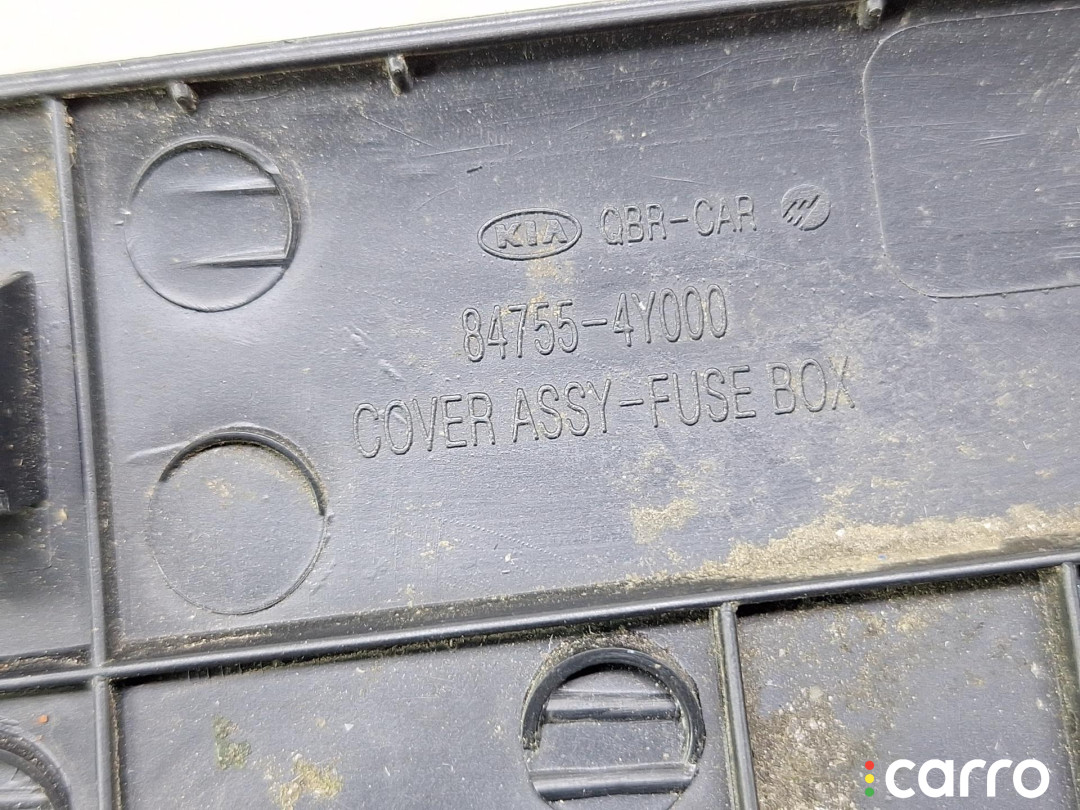 KIA QBR-CAR
84755-4Y000
COVER ASSY-FUSE BOX
carro